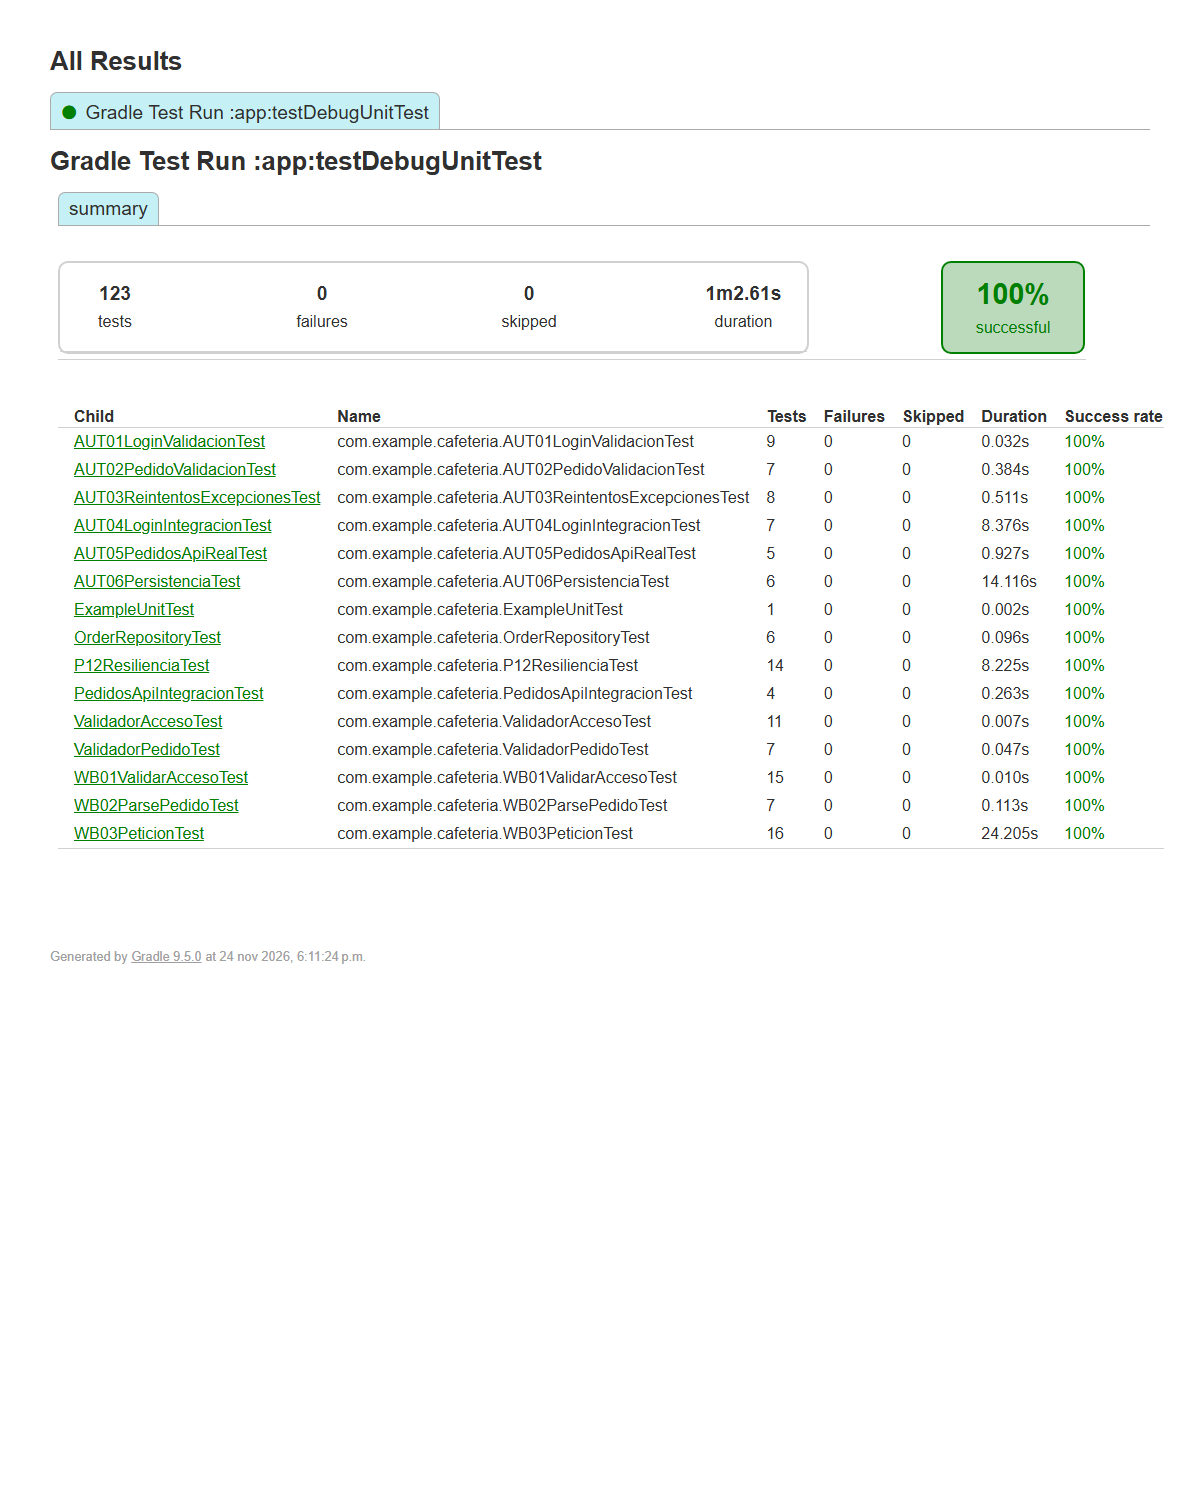 All Results
Gradle Test Run :app:testDebugUnitTest
Gradle Test Run :app:testDebugUnitTest
summary
123 0 0 1m2.61s 100%
tests failures skipped duration successful
Child Name Tests Failures Skipped Duration Success rate
AUT01LoginValidacionTest com.example.cafeteria.AUT01LoginValidacionTest 9 0 0 0.032s 100%
AUT02PedidoValidacionTest com.example.cafeteria.AUT02PedidoValidacionTest 7 0 0 0.384s 100%
AUT03ReintentosExcepcionesTest com.example.cafeteria.AUT03ReintentosExcepcionesTest 8 0 0 0.511s 100%
AUT04LoginIntegracionTest com.example.cafeteria.AUT04LoginIntegracionTest 7 0 0 8.376s 100%
AUT05PedidosApiRealTest com.example.cafeteria.AUT05PedidosApiRealTest 5 0 0 0.927s 100%
AUT06PersistenciaTest com.example.cafeteria.AUT06PersistenciaTest 6 0 0 14.116s 100%
ExampleUnitTest com.example.cafeteria.ExampleUnitTest 1 0 0 0.002s 100%
OrderRepositoryTest com.example.cafeteria.OrderRepositoryTest 6 0 0 0.096s 100%
P12ResilienciaTest com.example.cafeteria.P12ResilienciaTest 14 0 0 8.225s 100%
PedidosApiIntegracionTest com.example.cafeteria.PedidosApiIntegracionTest 4 0 0 0.263s 100%
ValidadorAccesoTest com.example.cafeteria.ValidadorAccesoTest 11 0 0 0.007s 100%
ValidadorPedidoTest com.example.cafeteria.ValidadorPedidoTest 7 0 0 0.047s 100%
WB01ValidarAccesoTest com.example.cafeteria.WB01ValidarAccesoTest 15 0 0 0.010s 100%
WB02ParsePedidoTest com.example.cafeteria.WB02ParsePedidoTest 7 0 0 0.113s 100%
WB03PeticionTest com.example.cafeteria.WB03PeticionTest 16 0 0 24.205s 100%
Generated by Gradle 9.5.0 at 24 nov 2026, 6:11:24 p.m.